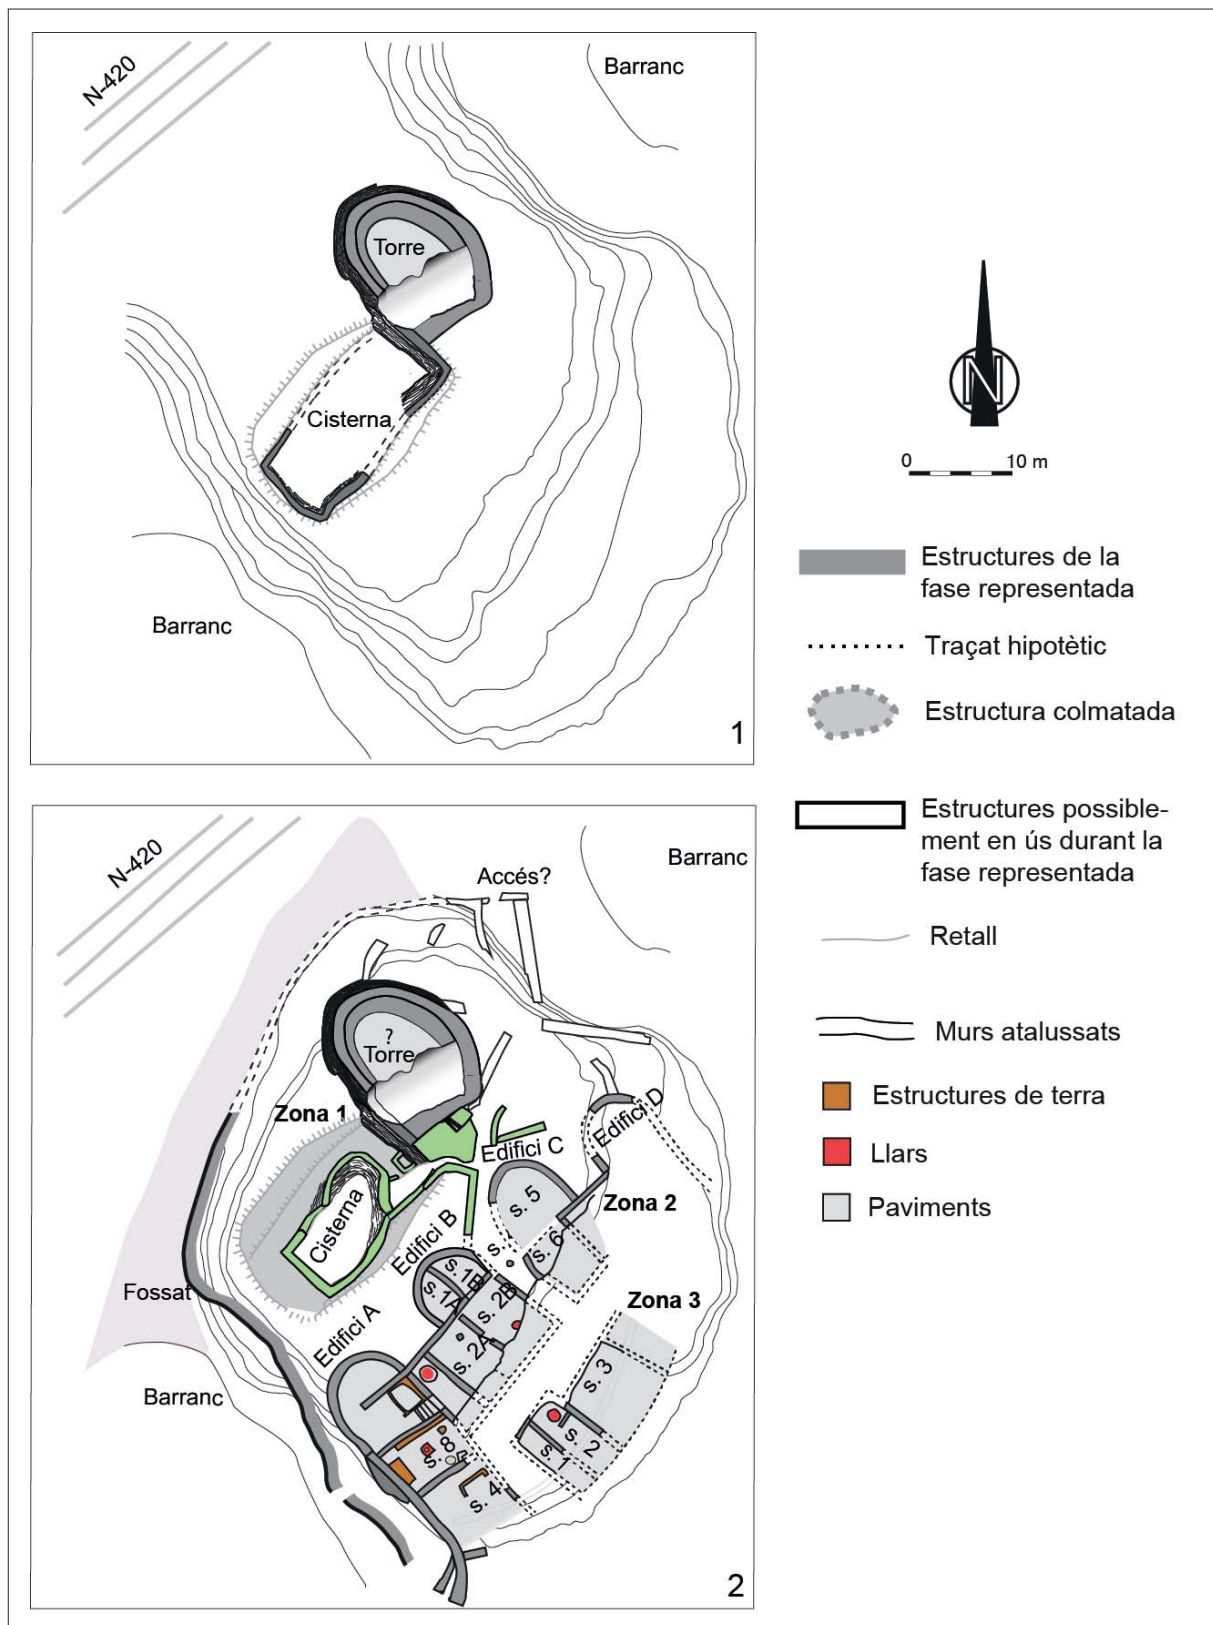 N-420
Barranc
Torre
Cisterna
Barranc
1
N
0 10 m
Estructures de la
fase representada
Traçat hipotètic
Estructura colmatada
Estructures possible-
ment en ús durant la
fase representada
Retall
Murs atalussats
Estructures de terra
Llars
Paviments
N-420
Accés?
Barranc
?
Torre
Zona 1
Edifici C
Edifici D
Zona 2
s. 5
s.
s. 6
Cisterna
Edifici B
s. 1B
s. 1A
s. 2B
Fossat
Edifici A
s. 2A
Zona 3
s. 3
Barranc
s. 2
s. 1
s. 8
s. 4
2